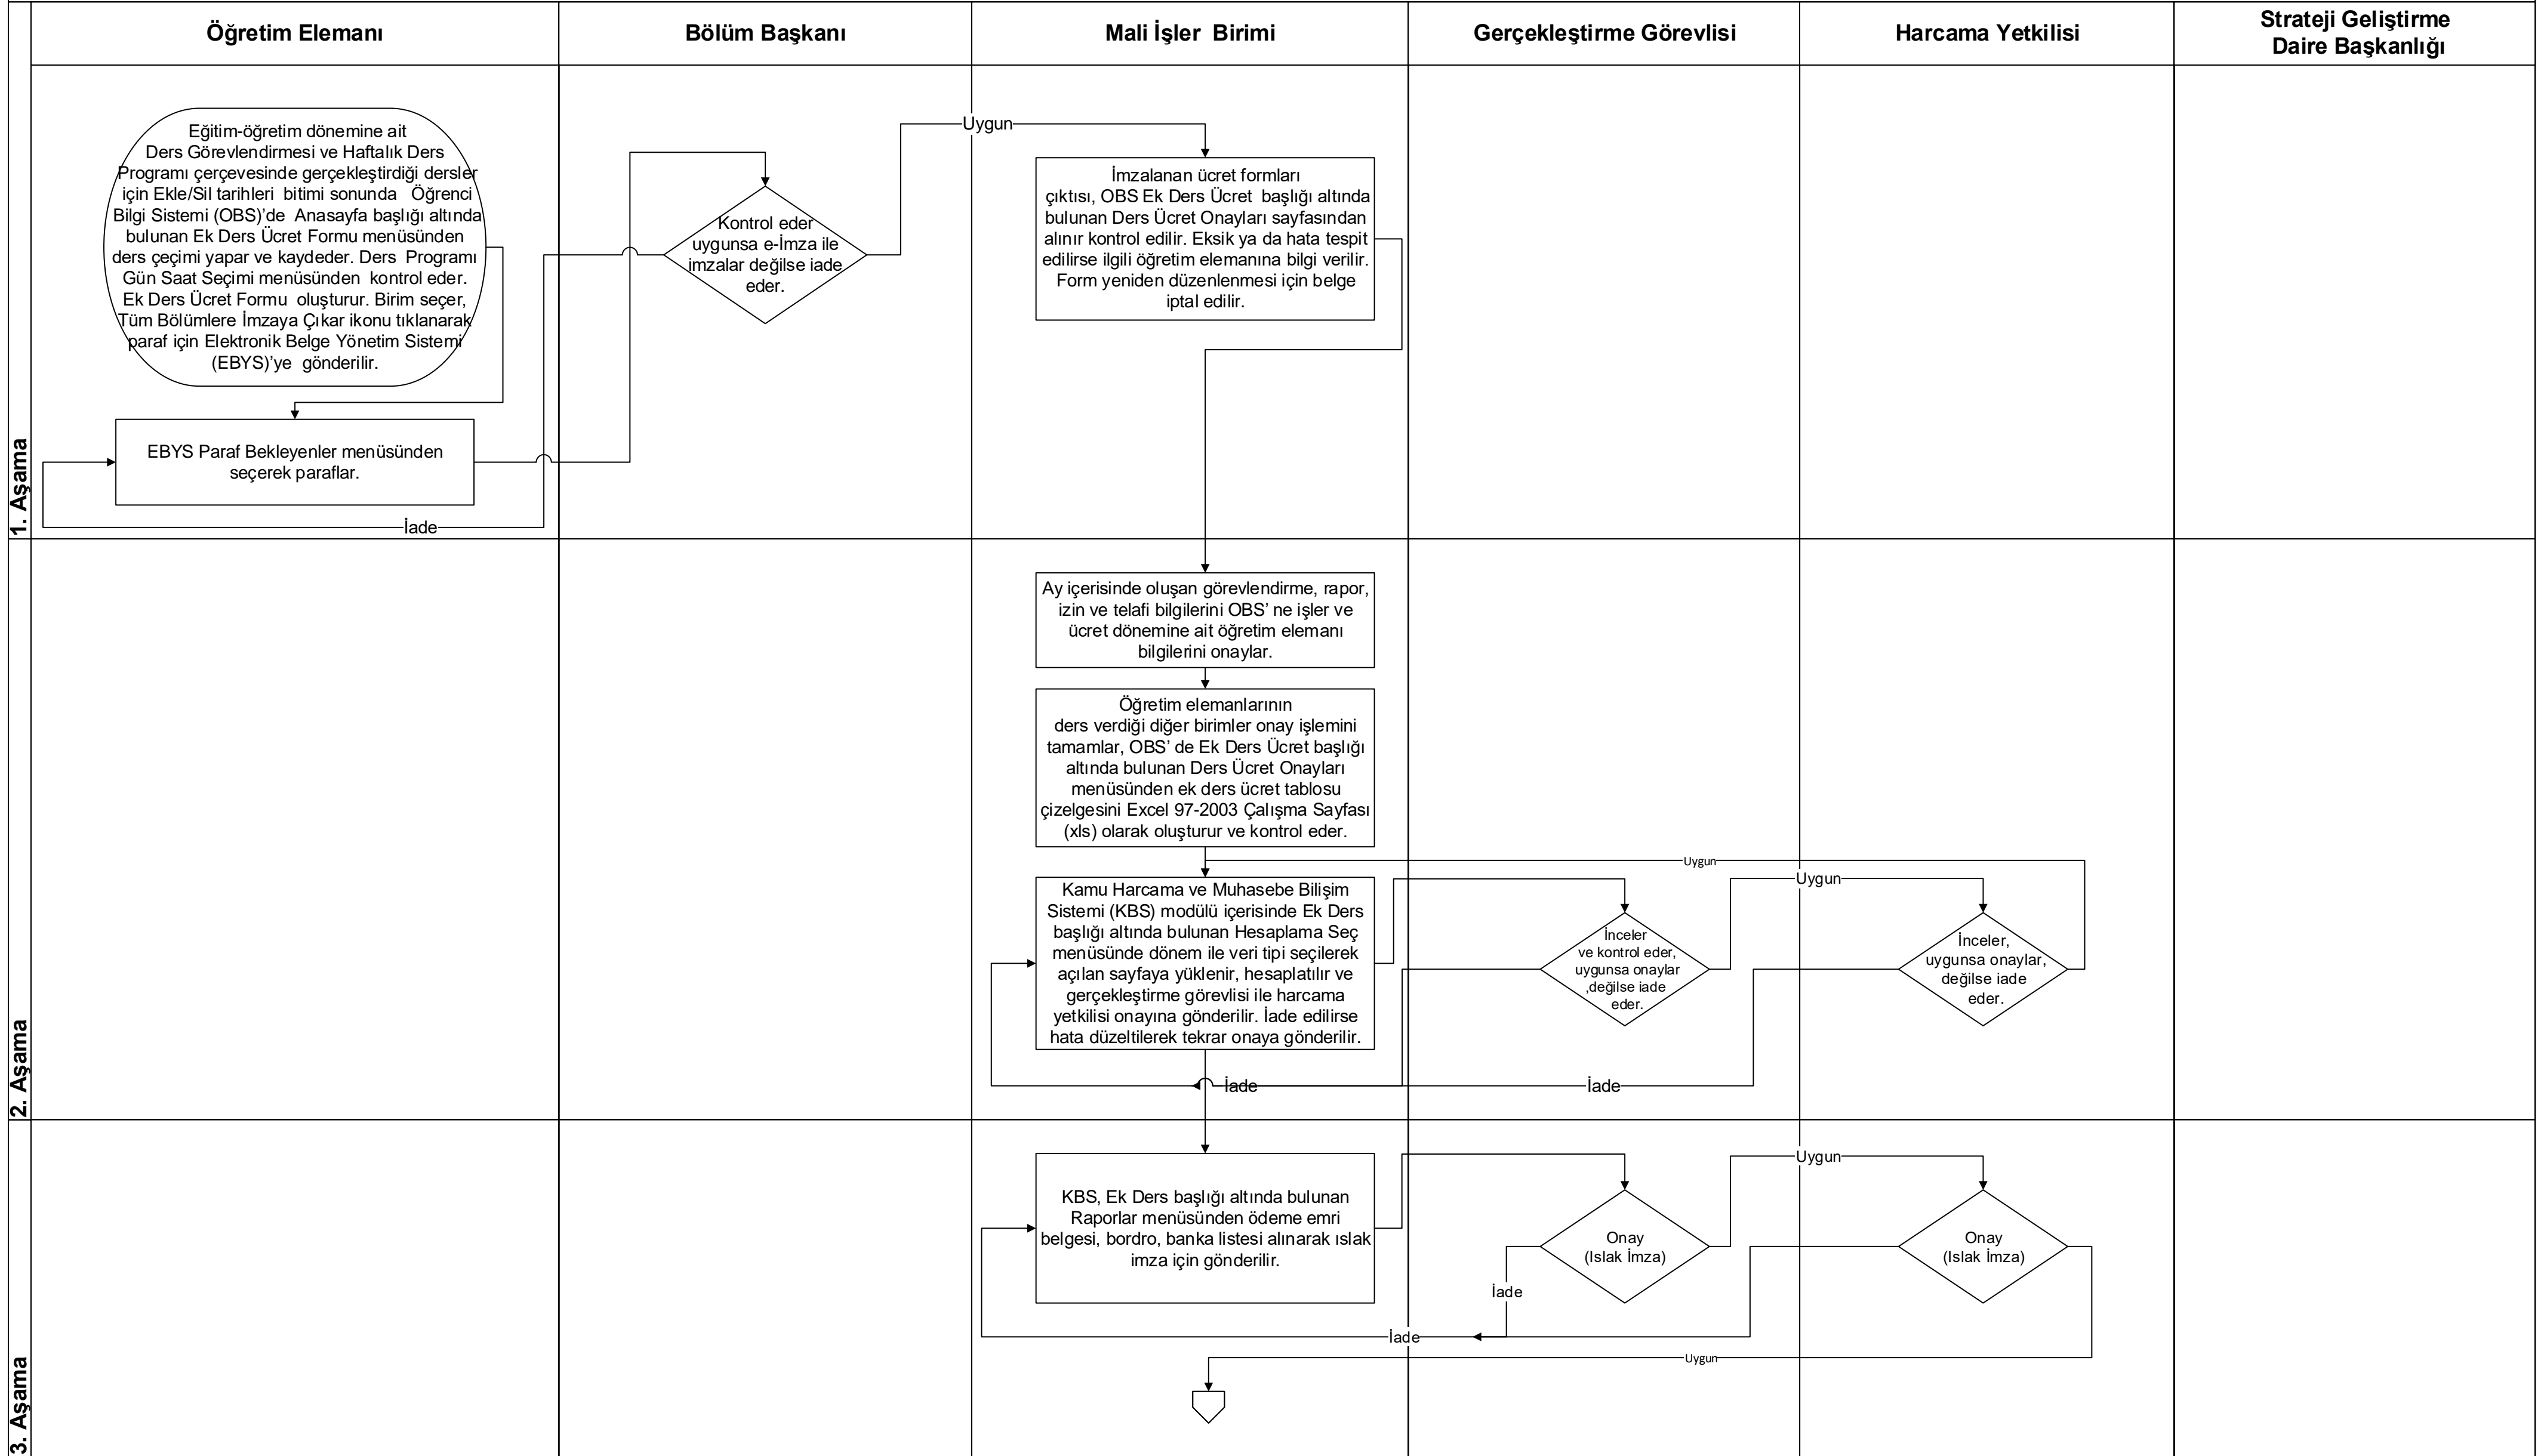 Öğretim Elemanı
Bölüm Başkanı
Mali İşler Birimi
Gerçekleştirme Görevlisi
Harcama Yetkilisi
Strateji Geliştirme
Daire Başkanlığı
1. Aşama
Eğitim-öğretim dönemine ait
Ders Görevlendirmesi ve Haftalık Ders
Programı çerçevesinde gerçekleştirdiği dersler
için Ekle/Sil tarihleri bitimi sonunda Öğrenci
Bilgi Sistemi (OBS)'de Anasayfa başlığı altında
bulunan Ek Ders Ücret Formu menüsünden
ders çeçimi yapar ve kaydeder. Ders Programı
Gün Saat Seçimi menüsünden kontrol eder.
Ek Ders Ücret Formu oluşturur. Birim seçer,
Tüm Bölümlere İmzaya Çıkar ikonu tıklanarak
paraf için Elektronik Belge Yönetim Sistemi
(EBYS)'ye gönderilir.
EBYS Paraf Bekleyenler menüsünden
seçerek paraflar.
İade
Kontrol eder
uygunsa e-İmza ile
imzalar değilse iade
eder.
Uygun
İmzalanan ücret formları
çıktısı, OBS Ek Ders Ücret başlığı altında
bulunan Ders Ücret Onayları sayfasından
alınır kontrol edilir. Eksik ya da hata tespit
edilirse ilgili öğretim elemanına bilgi verilir.
Form yeniden düzenlenmesi için belge
iptal edilir.
2. Aşama
Ay içerisinde oluşan görevlendirme, rapor,
izin ve telafi bilgilerini OBS' ne işler ve
ücret dönemine ait öğretim elemanı
bilgilerini onaylar.
Öğretim elemanlarının
ders verdiği diğer birimler onay işlemini
tamamlar, OBS' de Ek Ders Ücret başlığı
altında bulunan Ders Ücret Onayları
menüsünden ek ders ücret tablosu
çizelgesini Excel 97-2003 Çalışma Sayfası
(xls) olarak oluşturur ve kontrol eder.
Uygun
Kamu Harcama ve Muhasebe Bilişim
Sistemi (KBS) modülü içerisinde Ek Ders
başlığı altında bulunan Hesaplama Seç
menüsünde dönem ile veri tipi seçilerek
açılan sayfaya yüklenir, hesaplatılır ve
gerçekleştirme görevlisi ile harcama
yetkilisi onayına gönderilir. İade edilirse
hata düzeltilerek tekrar onaya gönderilir.
İnceler
ve kontrol eder,
uygunsa onaylar
,değilse iade
eder.
Uygun
İnceler,
uygunsa onaylar,
değilse iade
eder.
İade
İade
3. Aşama
KBS, Ek Ders başlığı altında bulunan
Raporlar menüsünden ödeme emri
belgesi, bordro, banka listesi alınarak ıslak
imza için gönderilir.
Onay
(Islak İmza)
Uygun
Onay
(Islak İmza)
İade
İade
Uygun